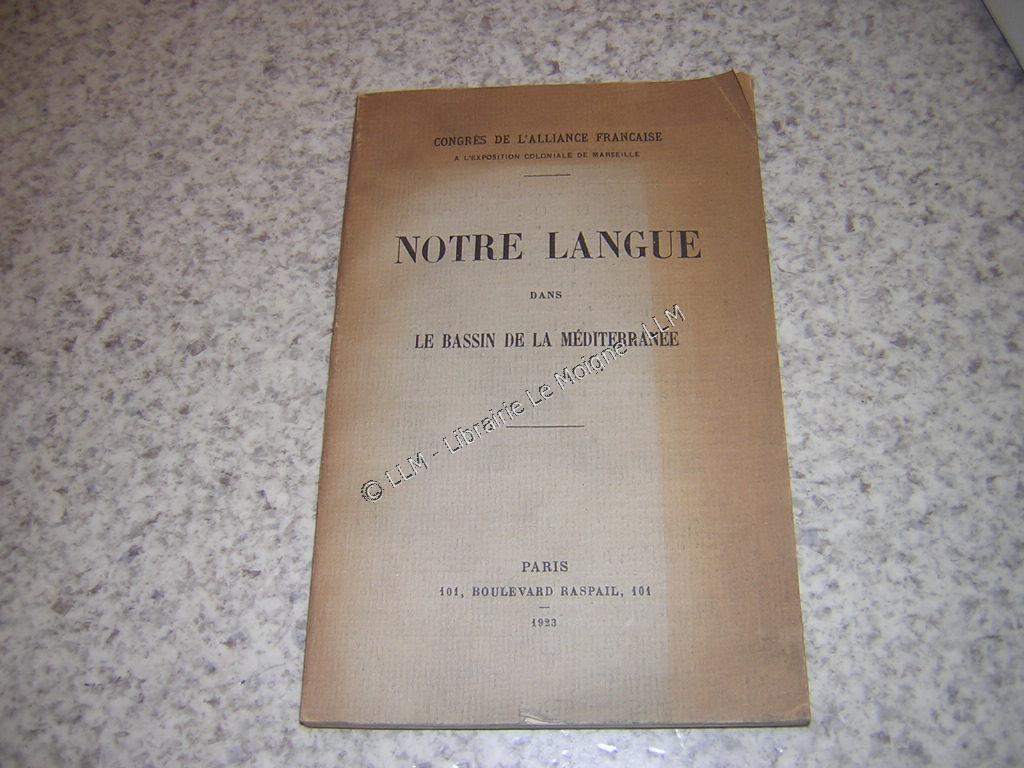 CONGRÈS DE L'ALLIANCE FRANCAISE
A L'EXPOSITION COLONIALE DE MARSEILLE
NOTRE LANGUE
DANS
LE BASSIN DE LA MÉDITERRANÉE
© LLM - Librairie Le Moigne - LLM
PARIS
101, BOULEVARD RASPAIL, 101
1923